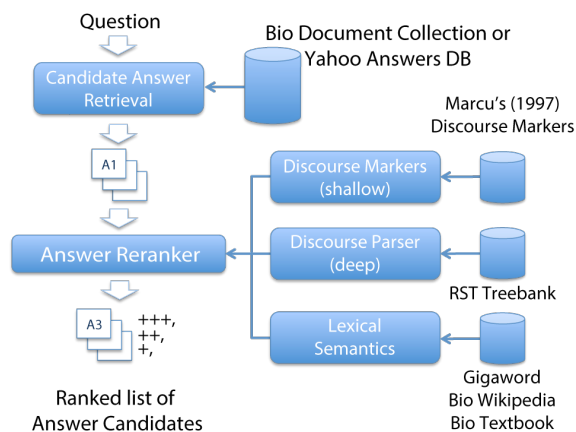 Question
Bio Document Collection or
Yahoo Answers DB
Candidate Answer
Retrieval
Marcu's (1997)
Discourse Markers
A1
Discourse Markers
(shallow)
Answer Reranker
Discourse Parser
(deep)
RST Treebank
A3
+++,
++,
+,
Lexical
Semantics
Gigaword
Bio Wikipedia
Bio Textbook
Ranked list of
Answer Candidates